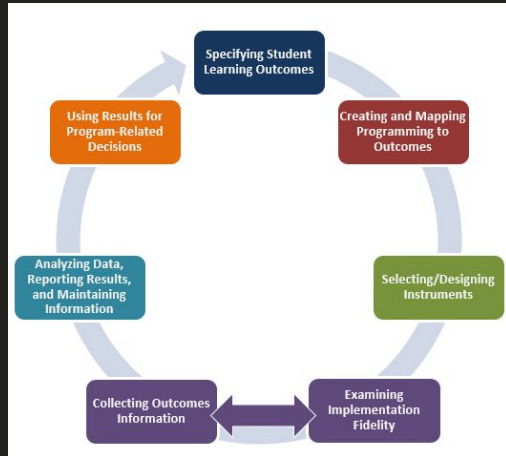 Specifying Student
Learning Outcomes
Creating and Mapping
Programming to
Outcomes
Selecting/Designing
Instruments
Examining
Implementation
Fidelity
Collecting Outcomes
Information
Analyzing Data,
Reporting Results,
and Maintaining
Information
Using Results for
Program-Related
Decisions